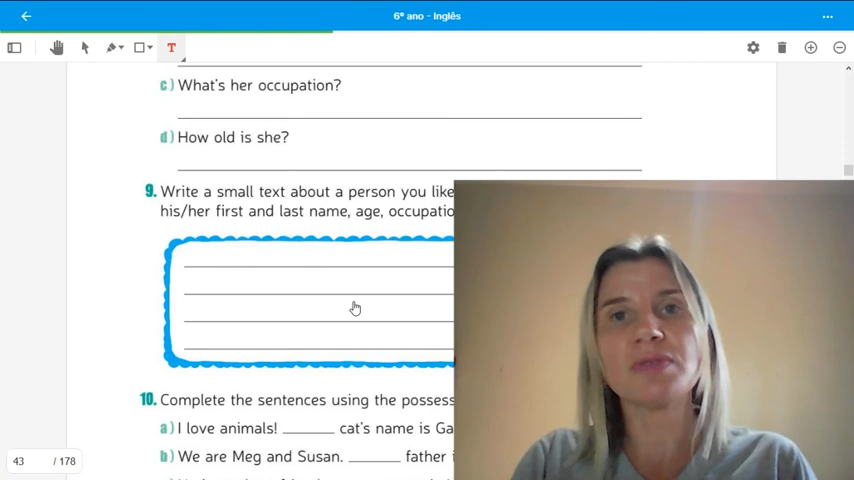 6º ano - Inglês
T
c) What's her occupation?
d) How old is she?
9. Write a small text about a person you like
his/her first and last name, age, occupatio
10. Complete the sentences using the possess
a) I love animals! ______ cat's name is Ga
b) We are Meg and Susan. ______ father i
43 / 178